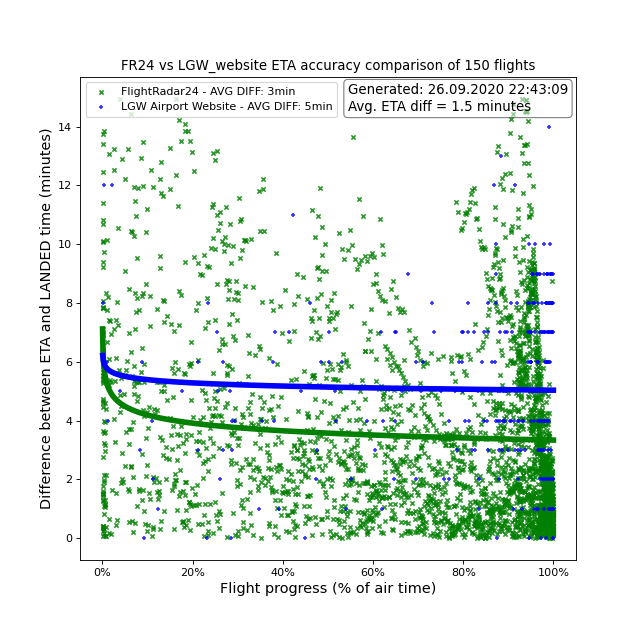 FR24 vs LGW_website ETA accuracy comparison of 150 flights
FlightRadar24 - AVG DIFF: 3min
LGW Airport Website - AVG DIFF: 5min
Generated: 26.09.2020 22:43:09
Avg. ETA diff = 1.5 minutes
Difference between ETA and LANDED time (minutes)
14
12
10
8
6
4
2
0
0%
20%
40%
60%
80%
100%
Flight progress (% of air time)